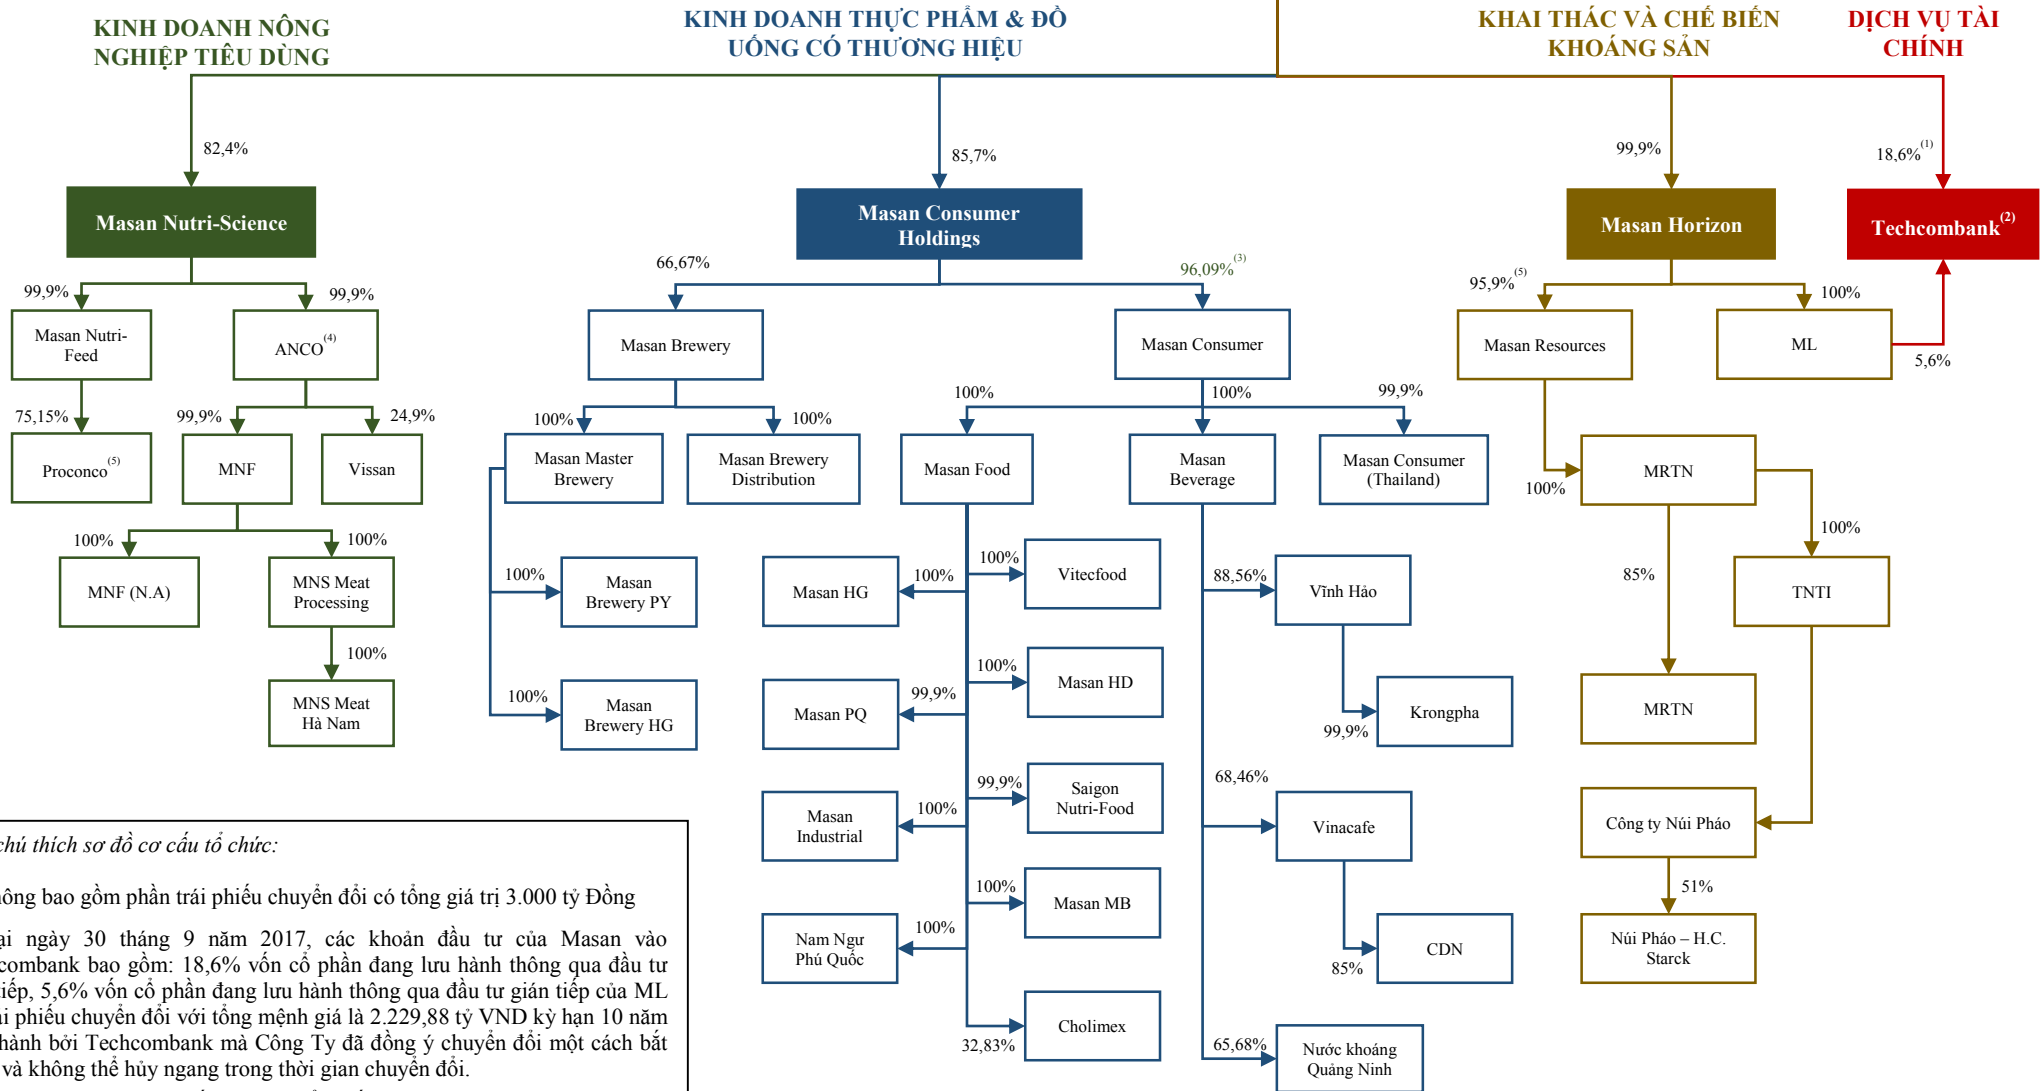 KINH DOANH NÔNG
NGHIỆP TIÊU DÙNG
KINH DOANH THỰC PHẨM & ĐỒ
UỐNG CÓ THƯƠNG HIỆU
KHAI THÁC VÀ CHẾ BIẾN
KHOÁNG SẢN
DỊCH VỤ TÀI
CHÍNH
82,4%
85,7%
99,9%
18,6%(1)
Masan Nutri-Science
Masan Consumer
Holdings
Masan Horizon
Techcombank(2)
66,67%
96,09%(3)
99,9%
99,9%
95,9%(5)
100%
Masan Nutri-
Feed
ANCO(4)
Masan Brewery
Masan Consumer
Masan Resources
ML
5,6%
75,15%
99,9%
24,9%
100%
100%
100%
100%
99,9%
Proconco(5)
MNF
Vissan
Masan Master
Brewery
Masan Brewery
Distribution
Masan Food
Masan
Beverage
Masan Consumer
(Thailand)
100%
MRTN
100%
100%
100%
MNF (N.A)
MNS Meat
Processing
100%
Masan
Brewery PY
Masan HG
100%
100%
Vitecfood
88,56%
Vĩnh Hảo
85%
TNTI
100%
MNS Meat
Hà Nam
100%
Masan
Brewery HG
Masan PQ
99,9%
100%
Masan HD
Krongpha
99,9%
MRTN
Masan
Industrial
100%
99,9%
Saigon
Nutri-Food
68,46%
Vinacafe
Công ty Núi Pháo
100%
Masan MB
51%
Nam Ngư
Phú Quốc
100%
CDN
85%
Núi Pháo – H.C.
Starck
Cholimex
32,83%
65,68%
Nước khoáng
Quảng Ninh
chú thích sơ đồ cơ cấu tổ chức:
hông bao gồm phần trái phiếu chuyển đổi có tổng giá trị 3.000 tỷ Đồng
ại ngày 30 tháng 9 năm 2017, các khoản đầu tư của Masan vào
combank bao gồm: 18,6% vốn cổ phần đang lưu hành thông qua đầu tư
tiếp, 5,6% vốn cổ phần đang lưu hành thông qua đầu tư gián tiếp của ML
ái phiếu chuyển đổi với tổng mệnh giá là 2.229,88 tỷ VND kỳ hạn 10 năm
hành bởi Techcombank mà Công Ty đã đồng ý chuyển đổi một cách bắt
và không thể hủy ngang trong thời gian chuyển đổi.